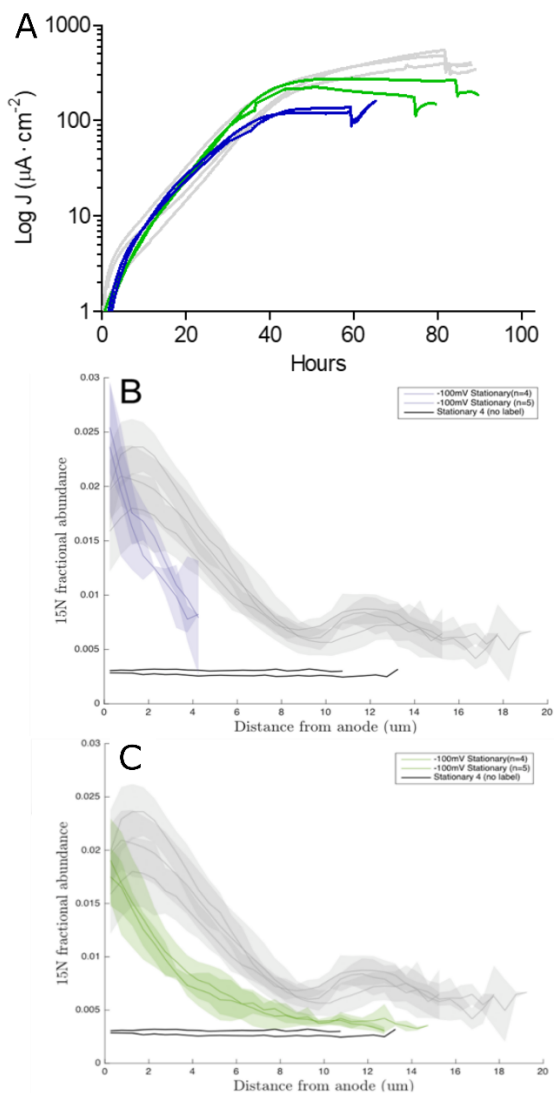 A
1000
100
10
1
Log J (µA · cm⁻²)
0 20 40 60 80 100
Hours
B
0.03
0.025
0.02
0.015
0.01
0.005
0
15N fractional abundance
-100mV Stationary(n=4)
-100mV Stationary (n=5)
Stationary 4 (no label)
0 2 4 6 8 10 12 14 16 18 20
Distance from anode (um)
C
0.03
0.025
0.02
0.015
0.01
0.005
0
15N fractional abundance
-100mV Stationary(n=4)
-100mV Stationary (n=5)
Stationary 4 (no label)
0 2 4 6 8 10 12 14 16 18 20
Distance from anode (um)